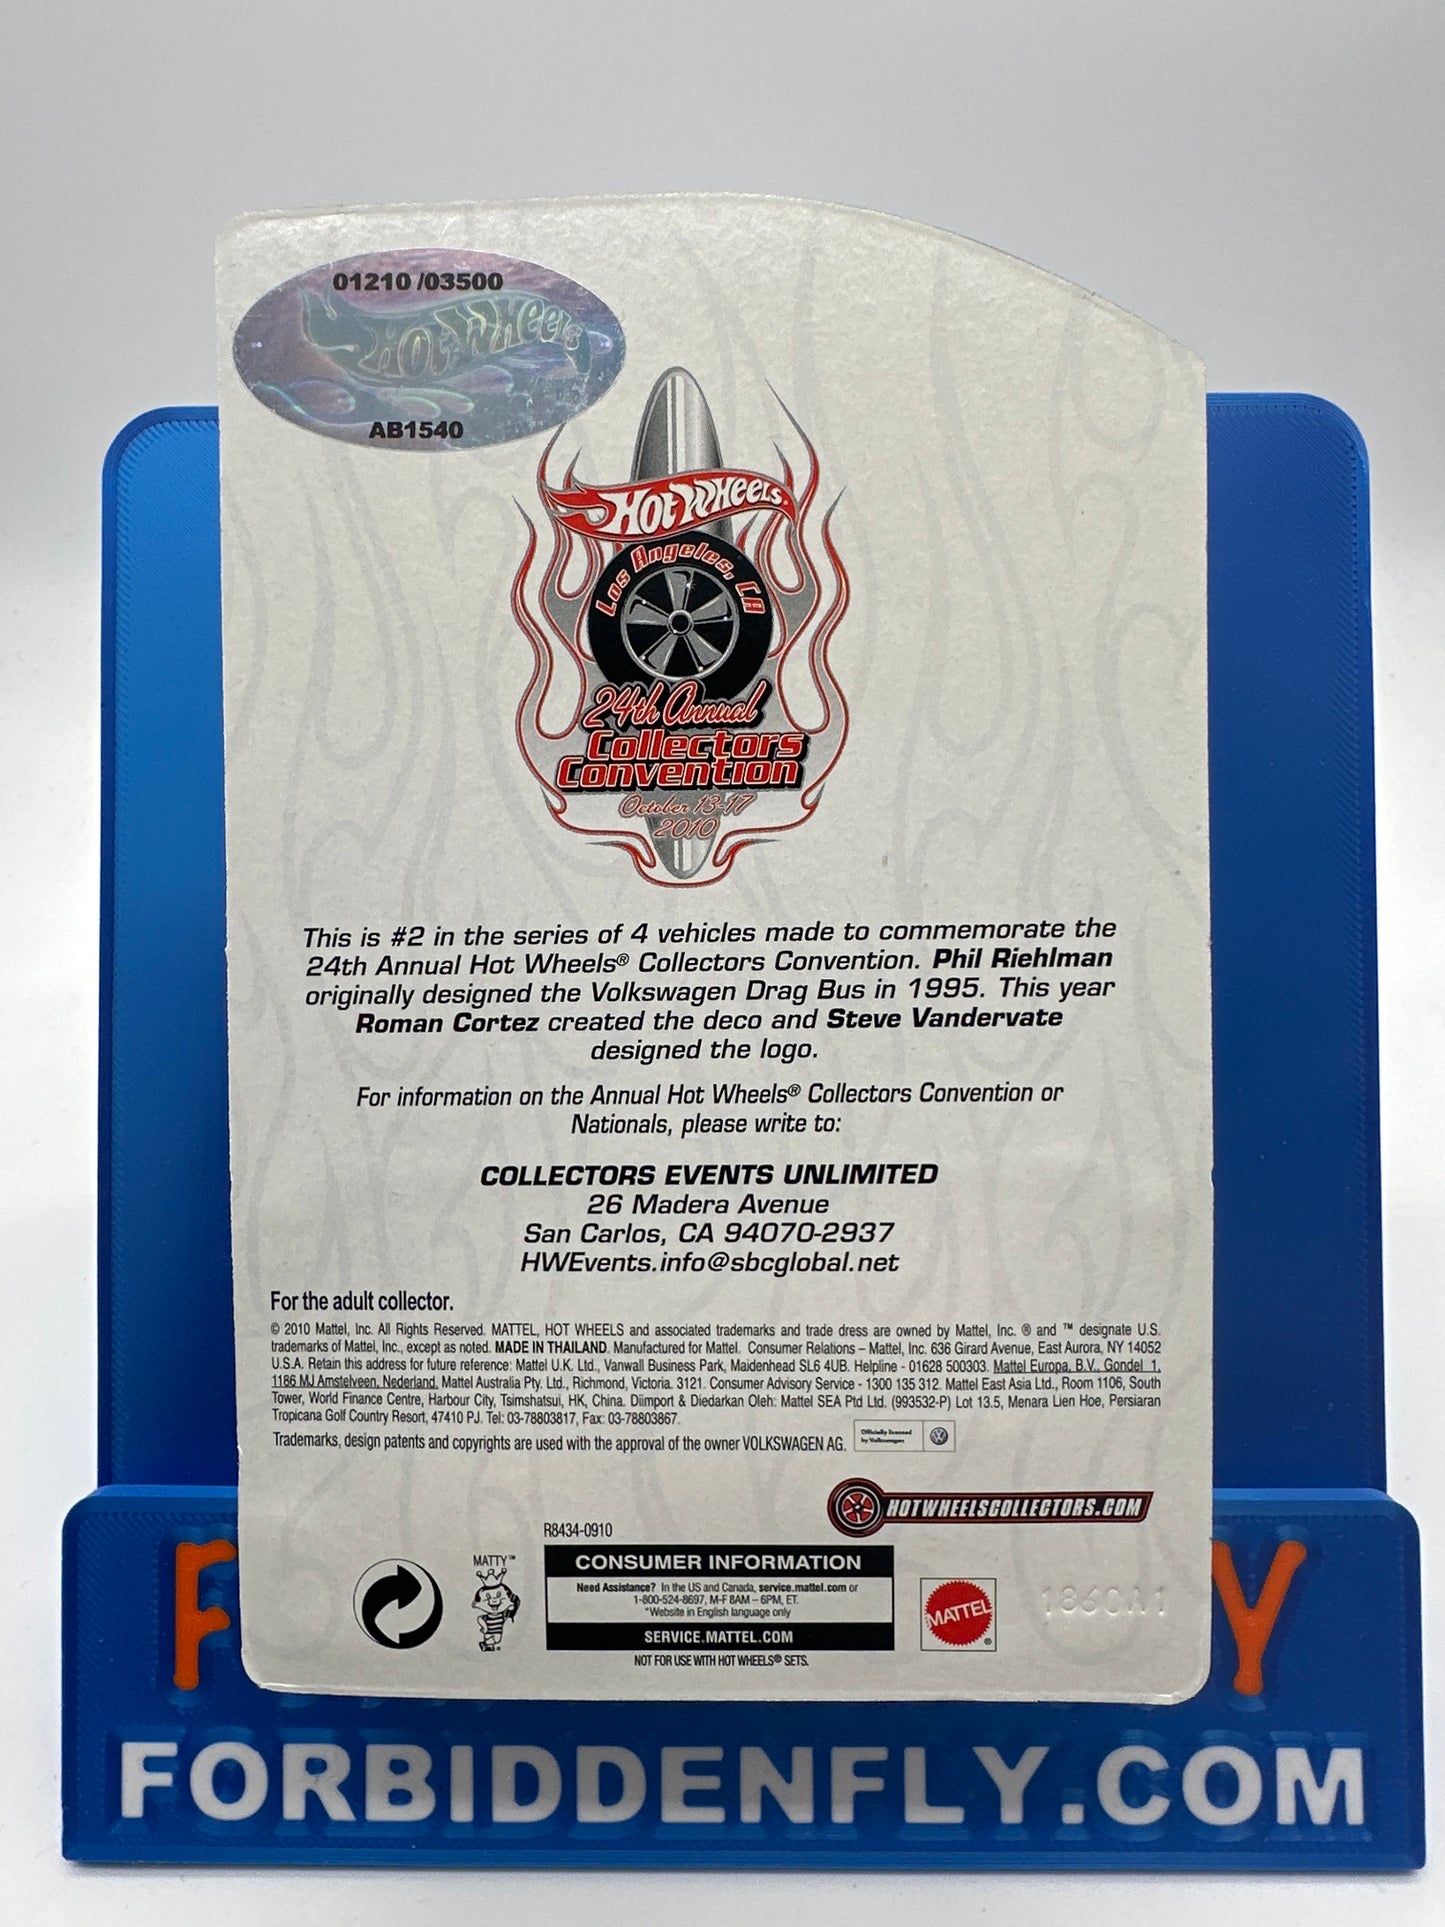 01210 /03500
Hot Wheels
AB1540
Hot Wheels®
Los Angeles, CA
24th Annual
Collectors
Convention
October 13-17
2010
This is #2 in the series of 4 vehicles made to commemorate the
24th Annual Hot Wheels® Collectors Convention. Phil Riehlman
originally designed the Volkswagen Drag Bus in 1995. This year
Roman Cortez created the deco and Steve Vandervate
designed the logo.
For information on the Annual Hot Wheels® Collectors Convention or
Nationals, please write to:
COLLECTORS EVENTS UNLIMITED
26 Madera Avenue
San Carlos, CA 94070-2937
HWEvents.info@sbcglobal.net
For the adult collector.
© 2010 Mattel, Inc. All Rights Reserved. MATTEL, HOT WHEELS and associated trademarks and trade dress are owned by Mattel, Inc. ® and ™ designate U.S.
trademarks of Mattel, Inc., except as noted. MADE IN THAILAND. Manufactured for Mattel. Consumer Relations – Mattel, Inc. 636 Girard Avenue, East Aurora, NY 14052
U.S.A. Retain this address for future reference: Mattel U.K. Ltd., Vanwall Business Park, Maidenhead SL6 4UB. Helpline - 01628 500303. Mattel Europa, B.V., Gondel 1,
1186 MJ Amstelveen, Nederland. Mattel Australia Pty. Ltd., Richmond, Victoria. 3121. Consumer Advisory Service - 1300 135 312. Mattel East Asia Ltd., Room 1106, South
Tower, World Finance Centre, Harbour City, Tsimshatsui, HK, China. Diimport & Diedarkan Oleh: Mattel SEA Ptd Ltd. (993532-P) Lot 13.5, Menara Lien Hoe, Persiaran
Tropicana Golf Country Resort, 47410 PJ. Tel: 03-78803817, Fax: 03-78803867.
Trademarks, design patents and copyrights are used with the approval of the owner VOLKSWAGEN AG.
Officially licensed
by Volkswagen
HOTWHEELSCOLLECTORS.COM
R8434-0910
MATTY™
CONSUMER INFORMATION
Need Assistance? In the US and Canada, service.mattel.com or
1-800-524-8697, M-F 8AM – 6PM, ET.
*Website in English language only
SERVICE.MATTEL.COM
NOT FOR USE WITH HOT WHEELS® SETS.
MATTEL®
1860A1
F Y
FORBIDDENFLY.COM